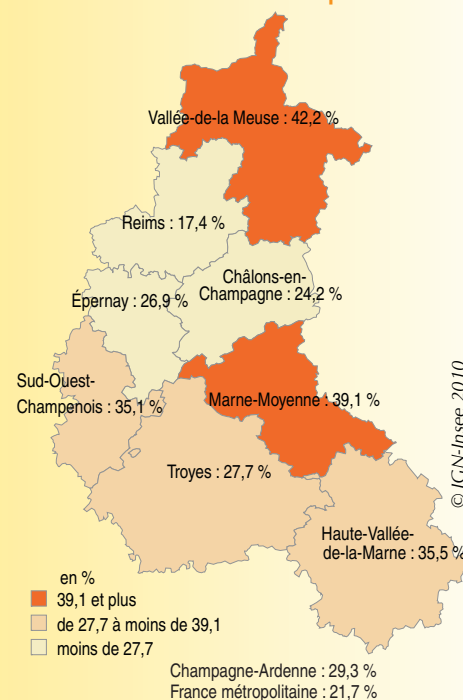 Vallée-de-la Meuse : 42,2 %
Reims : 17,4 %
Châlons-en-
Champagne : 24,2 %
Épernay : 26,9 %
Sud-Ouest-
Champenois : 35,1 %
Marne-Moyenne : 39,1 %
Troyes : 27,7 %
Haute-Vallée-
de-la-Marne : 35,5 %
© IGN-Insee 2010
en %
39,1 et plus
de 27,7 à moins de 39,1
moins de 27,7
Champagne-Ardenne : 29,3 %
France métropolitaine : 21,7 %